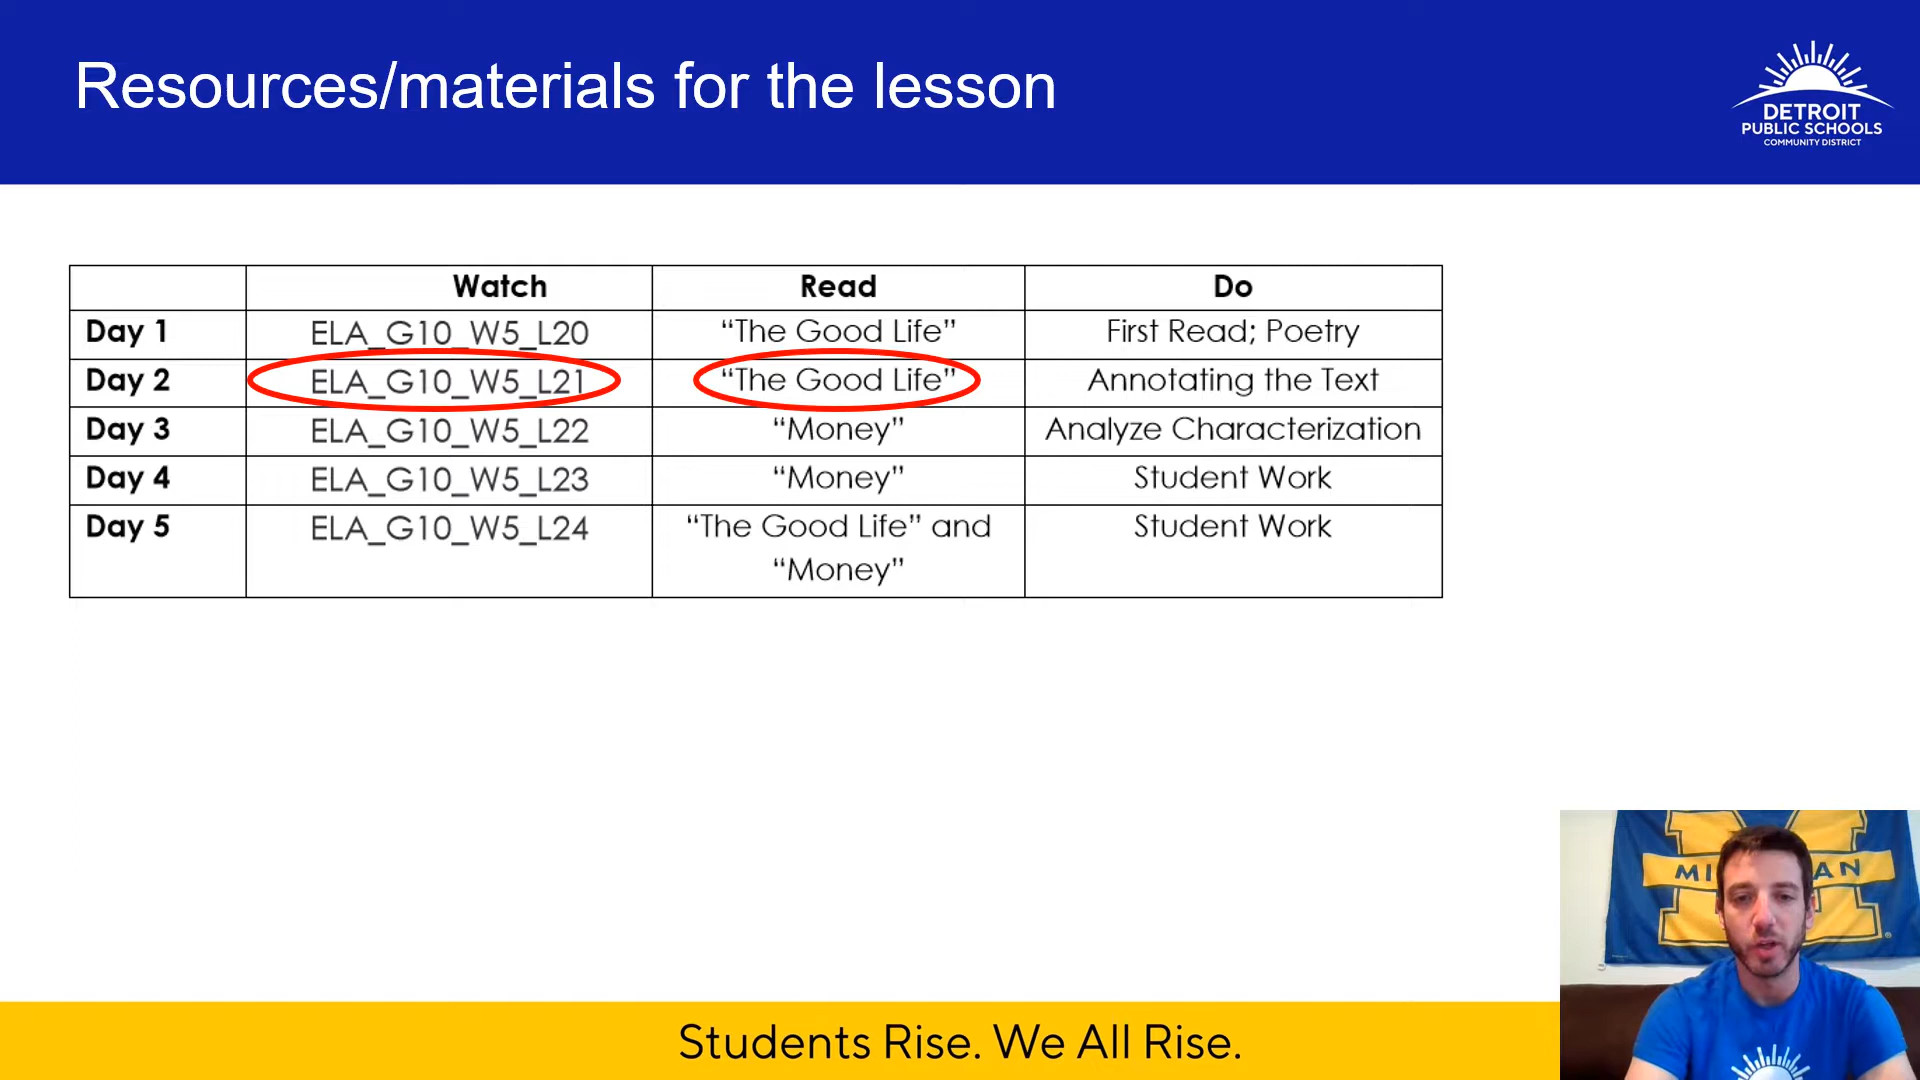 Resources/materials for the lesson
DETROIT
PUBLIC SCHOOLS
COMMUNITY DISTRICT
Watch Read Do
Day 1 ELA_G10_W5_L20 “The Good Life” First Read; Poetry
Day 2 ELA_G10_W5_L21 “The Good Life” Annotating the Text
Day 3 ELA_G10_W5_L22 “Money” Analyze Characterization
Day 4 ELA_G10_W5_L23 “Money” Student Work
Day 5 ELA_G10_W5_L24 “The Good Life” and Student Work
“Money”
MI AN
Students Rise. We All Rise.